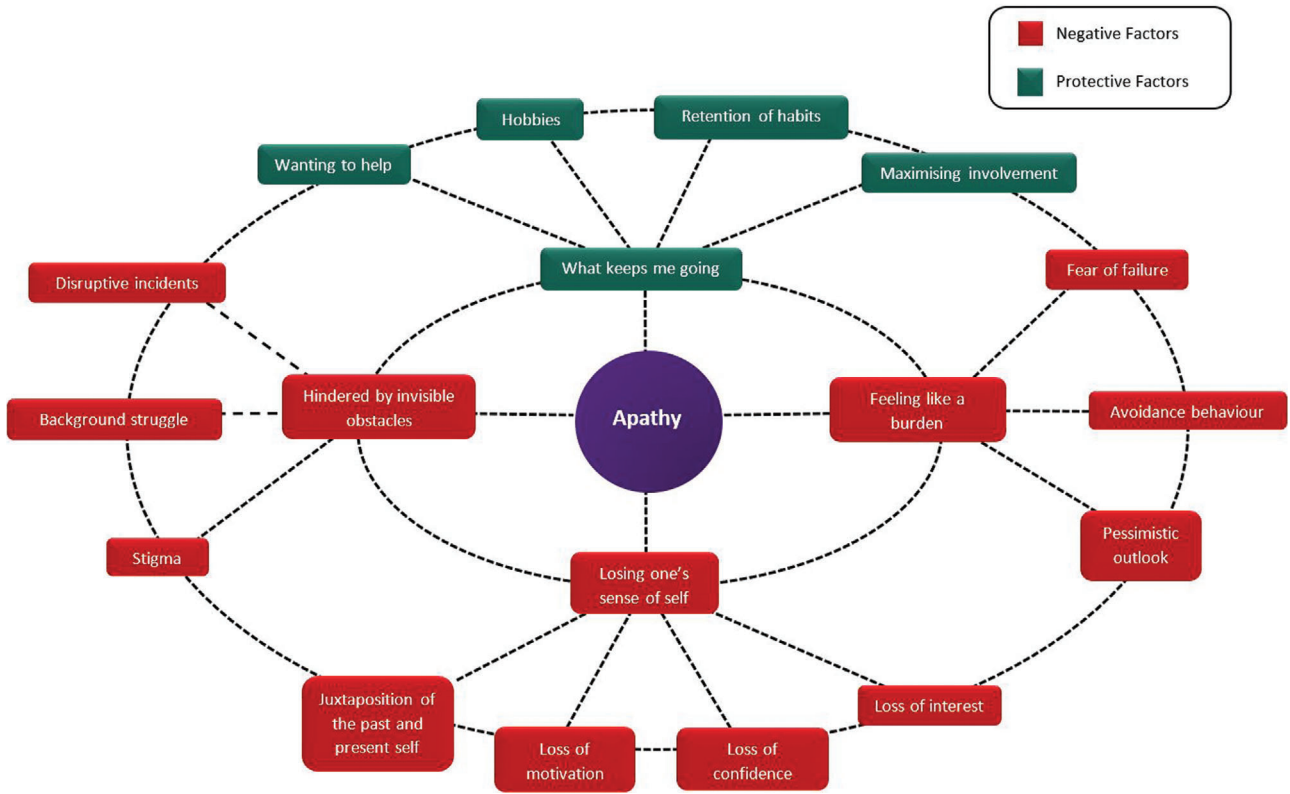 Negative Factors
Protective Factors
Hobbies
Retention of habits
Wanting to help
Maximising involvement
What keeps me going
Disruptive incidents
Fear of failure
Hindered by invisible
obstacles
Background struggle
Apathy
Feeling like a
burden
Avoidance behaviour
Stigma
Pessimistic
outlook
Losing one's
sense of self
Juxtaposition of
the past and
present self
Loss of
motivation
Loss of
confidence
Loss of interest